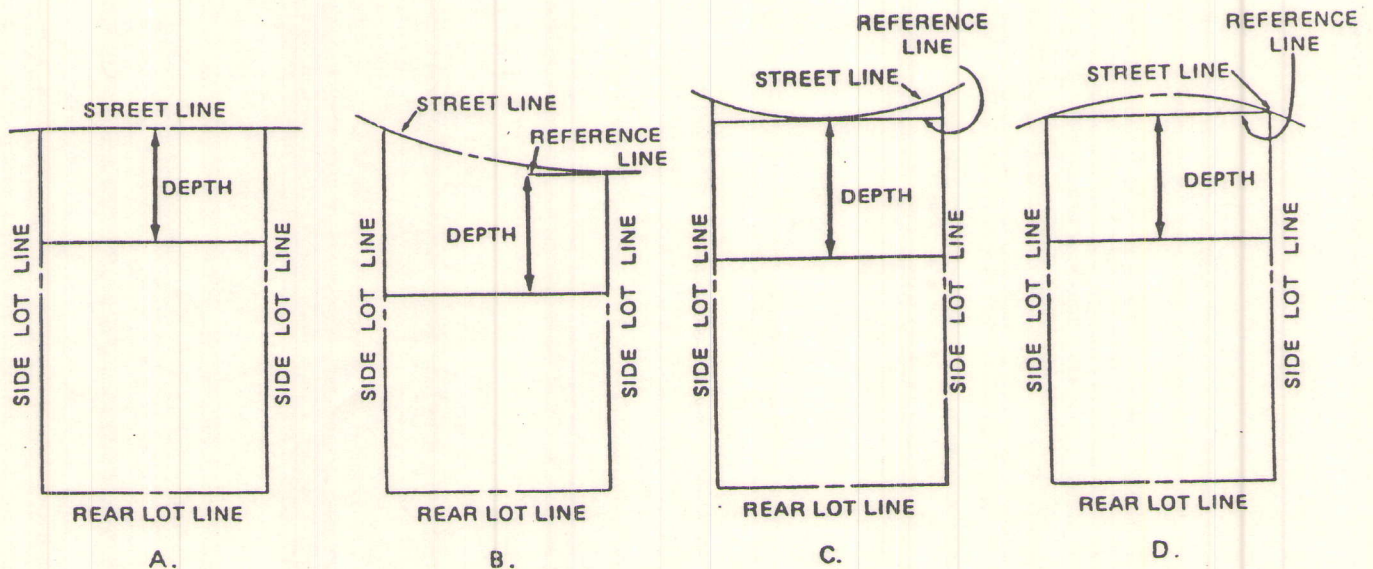 STREET LINE
DEPTH
SIDE LOT LINE
SIDE LOT LINE
REAR LOT LINE
A.
STREET LINE
REFERENCE
LINE
DEPTH
SIDE LOT LINE
SIDE LOT LINE
REAR LOT LINE
B.
REFERENCE
LINE
STREET LINE
DEPTH
SIDE LOT LINE
SIDE LOT LINE
REAR LOT LINE
C.
REFERENCE
LINE
STREET LINE
DEPTH
SIDE LOT LINE
SIDE LOT LINE
REAR LOT LINE
D.